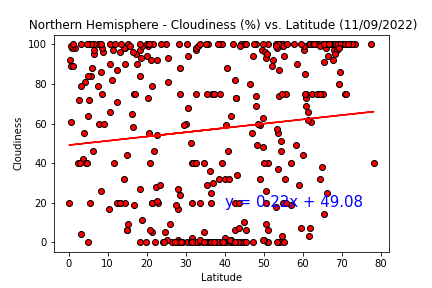 Northern Hemisphere - Cloudiness (%) vs. Latitude (11/09/2022)
100
80
60
40
20
0
Cloudiness
y = 0.22x + 49.08
0 10 20 30 40 50 60 70 80
Latitude